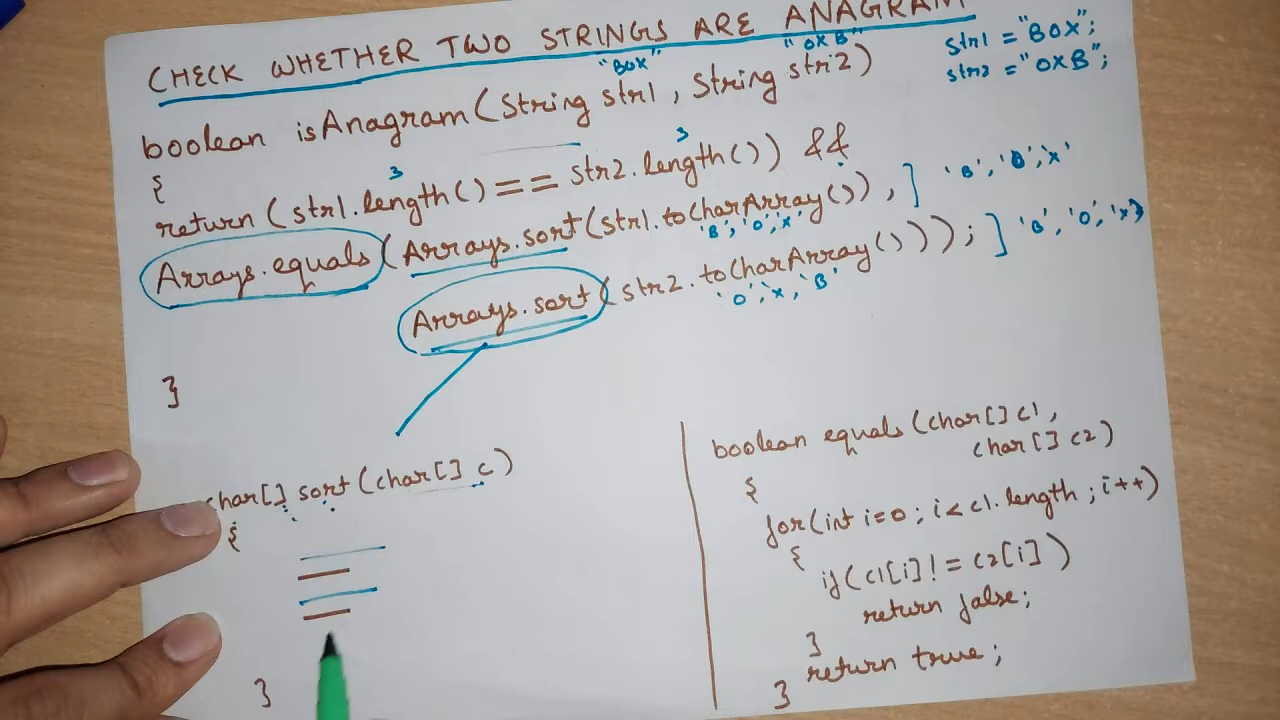 CHECK WHETHER TWO STRINGS ARE ANAGRAM
"BOX" "OXB"
str1 = "BOX";
str2 = "OXB";
boolean isAnagram(String str1, String str2)
{
3 3
return (str1.length() == str2.length()) &&
Arrays.equals(Arrays.sort(str1.toCharArray()), ] 'B', 'O', 'X'
'B', 'O', 'X'
Arrays.sort(str2.toCharArray())); ] 'B', 'O', 'X'
'O', 'X', 'B'
}
char[] sort(char[] c)
{
}
boolean equals(char[] c1,
char[] c2)
{
for(int i=0; i<c1.length; i++)
{
if(c1[i]!=c2[i])
return false;
}
return true;
}